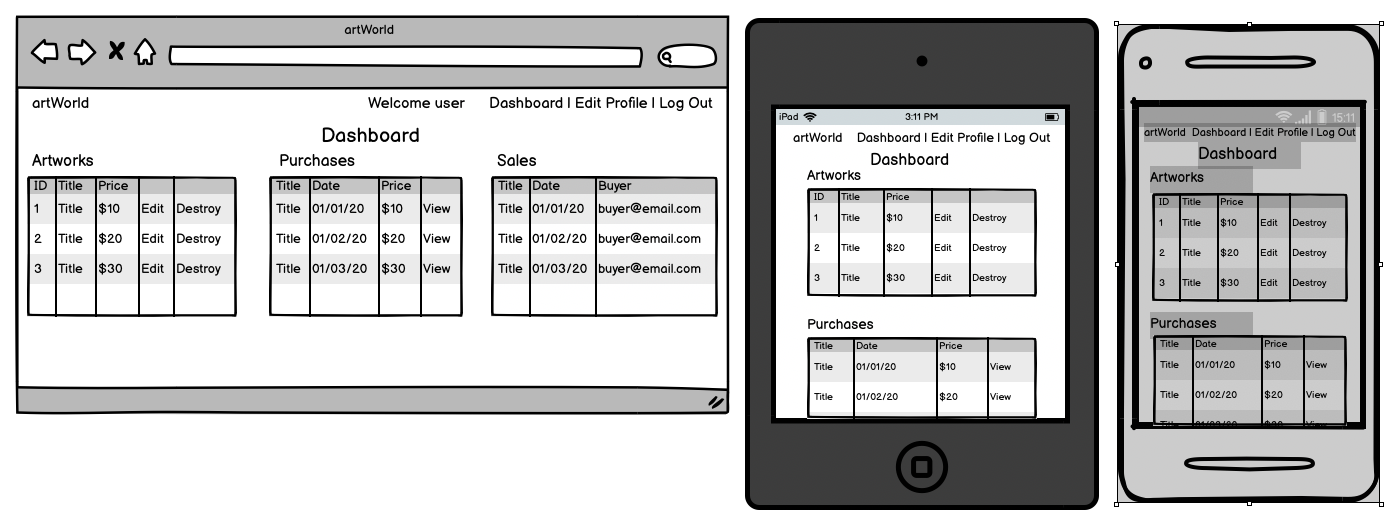 artWorld
artWorld Welcome user Dashboard | Edit Profile | Log Out
Dashboard
Artworks
ID Title Price
1 Title $10 Edit Destroy
2 Title $20 Edit Destroy
3 Title $30 Edit Destroy
Purchases
Title Date Price
Title 01/01/20 $10 View
Title 01/02/20 $20 View
Title 01/03/20 $30 View
Sales
Title Date Buyer
Title 01/01/20 buyer@email.com
Title 01/02/20 buyer@email.com
Title 01/03/20 buyer@email.com
iPad 3:11 PM
artWorld Dashboard | Edit Profile | Log Out
Dashboard
Artworks
ID Title Price
1 Title $10 Edit Destroy
2 Title $20 Edit Destroy
3 Title $30 Edit Destroy
Purchases
Title Date Price
Title 01/01/20 $10 View
Title 01/02/20 $20 View
15:11
artWorld Dashboard | Edit Profile | Log Out
Dashboard
Artworks
ID Title Price
1 Title $10 Edit Destroy
2 Title $20 Edit Destroy
3 Title $30 Edit Destroy
Purchases
Title Date Price
Title 01/01/20 $10 View
Title 01/02/20 $20 View